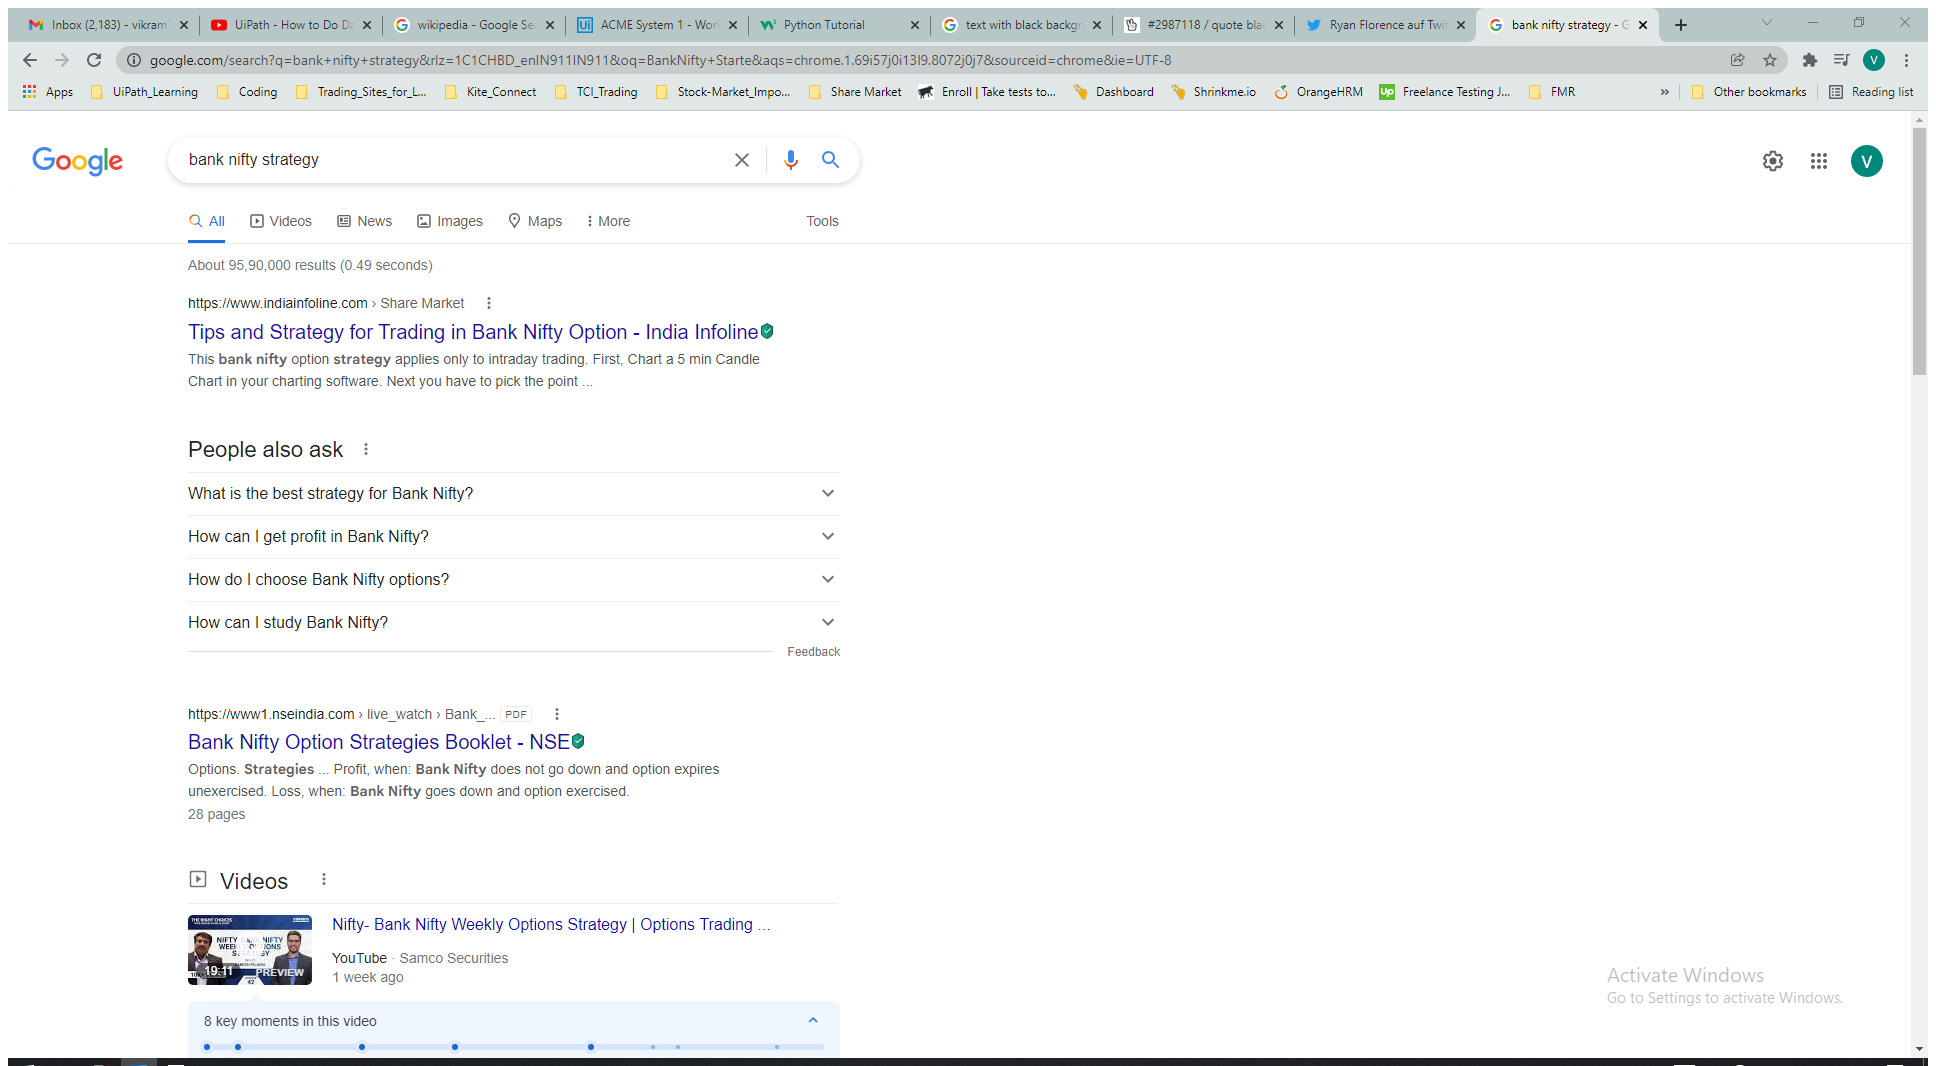 Inbox (2,183) - vikram
UiPath - How to Do Da
wikipedia - Google Se
ACME System 1 - Wor
Python Tutorial
text with black backgr
#2987118 / quote blac
Ryan Florence auf Twit
bank nifty strategy - G
google.com/search?q=bank+nifty+strategy&rlz=1C1CHBD_enIN911IN911&oq=BankNifty+Starte&aqs=chrome.1.69i57j0i13l9.8072j0j7&sourceid=chrome&ie=UTF-8
V
Apps UiPath_Learning Coding Trading_Sites_for_L... Kite_Connect TCI_Trading Stock-Market_Impo... Share Market Enroll | Take tests to... Dashboard Shrinkme.io OrangeHRM Freelance Testing J... FMR » Other bookmarks Reading list
Google
bank nifty strategy
V
All Videos News Images Maps More Tools
About 95,90,000 results (0.49 seconds)
https://www.indiainfoline.com › Share Market
Tips and Strategy for Trading in Bank Nifty Option - India Infoline
This bank nifty option strategy applies only to intraday trading. First, Chart a 5 min Candle
Chart in your charting software. Next you have to pick the point ...
People also ask
What is the best strategy for Bank Nifty?
How can I get profit in Bank Nifty?
How do I choose Bank Nifty options?
How can I study Bank Nifty?
Feedback
https://www1.nseindia.com › live_watch › Bank_... PDF
Bank Nifty Option Strategies Booklet - NSE
Options. Strategies ... Profit, when: Bank Nifty does not go down and option expires
unexercised. Loss, when: Bank Nifty goes down and option exercised.
28 pages
Videos
THE RIGHT CHOICES
NIFTY BANK NIFTY
WEEKLY OPTIONS
STRATEGY
19:11 PREVIEW
42
Nifty- Bank Nifty Weekly Options Strategy | Options Trading ...
YouTube · Samco Securities
1 week ago
8 key moments in this video
Activate Windows
Go to Settings to activate Windows.